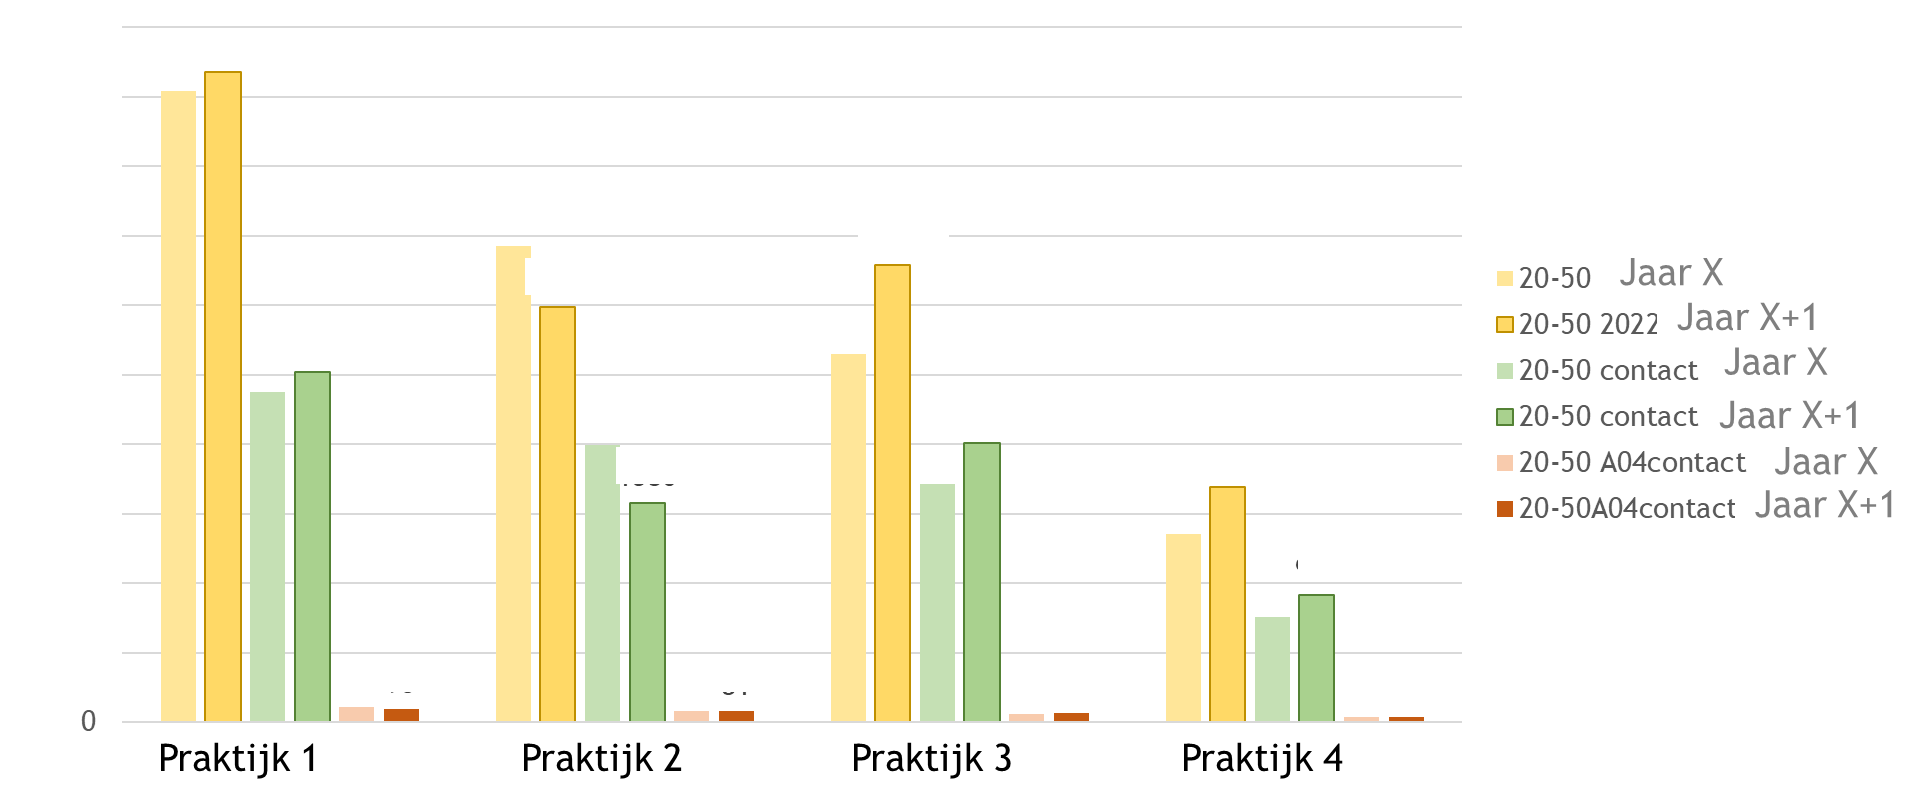 0
Praktijk 1
Praktijk 2
Praktijk 3
Praktijk 4
20-50 Jaar X
20-50 2022 Jaar X+1
20-50 contact Jaar X
20-50 contact Jaar X+1
20-50 A04contact Jaar X
20-50A04contact Jaar X+1